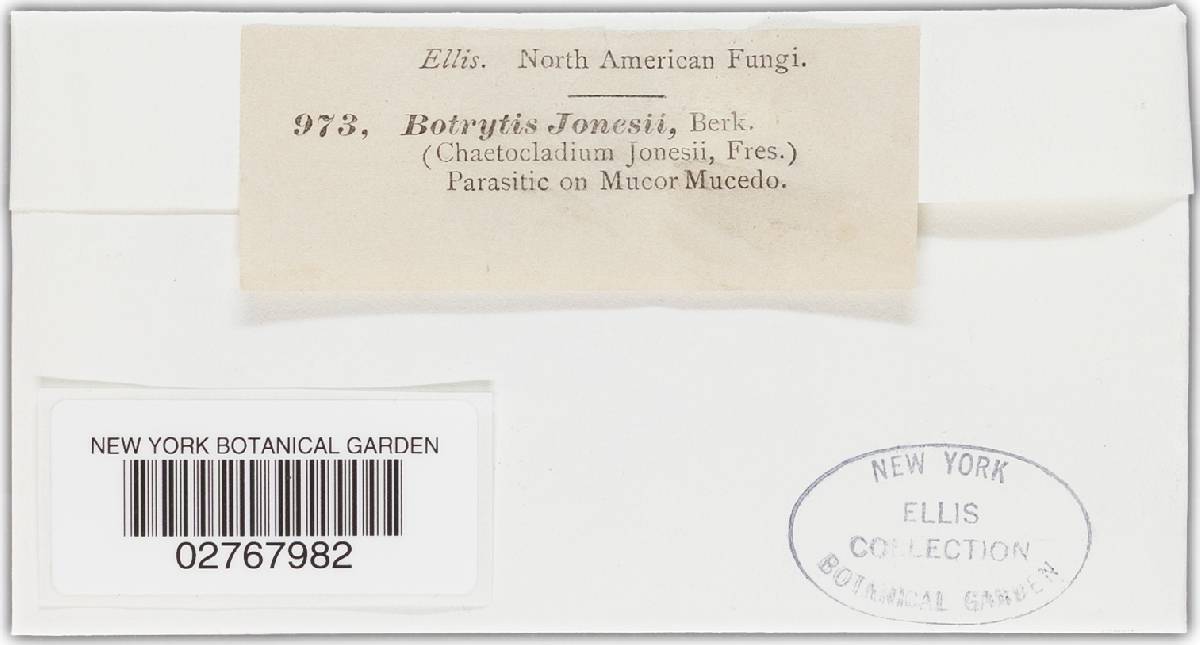 Ellis. North American Fungi.
973, Botrytis Jonesii, Berk.
(Chaetocladium Jonesii, Fres.)
Parasitic on Mucor Mucedo.
NEW YORK BOTANICAL GARDEN
02767982
NEW YORK
ELLIS
COLLECTION
BOTANICAL GARDEN